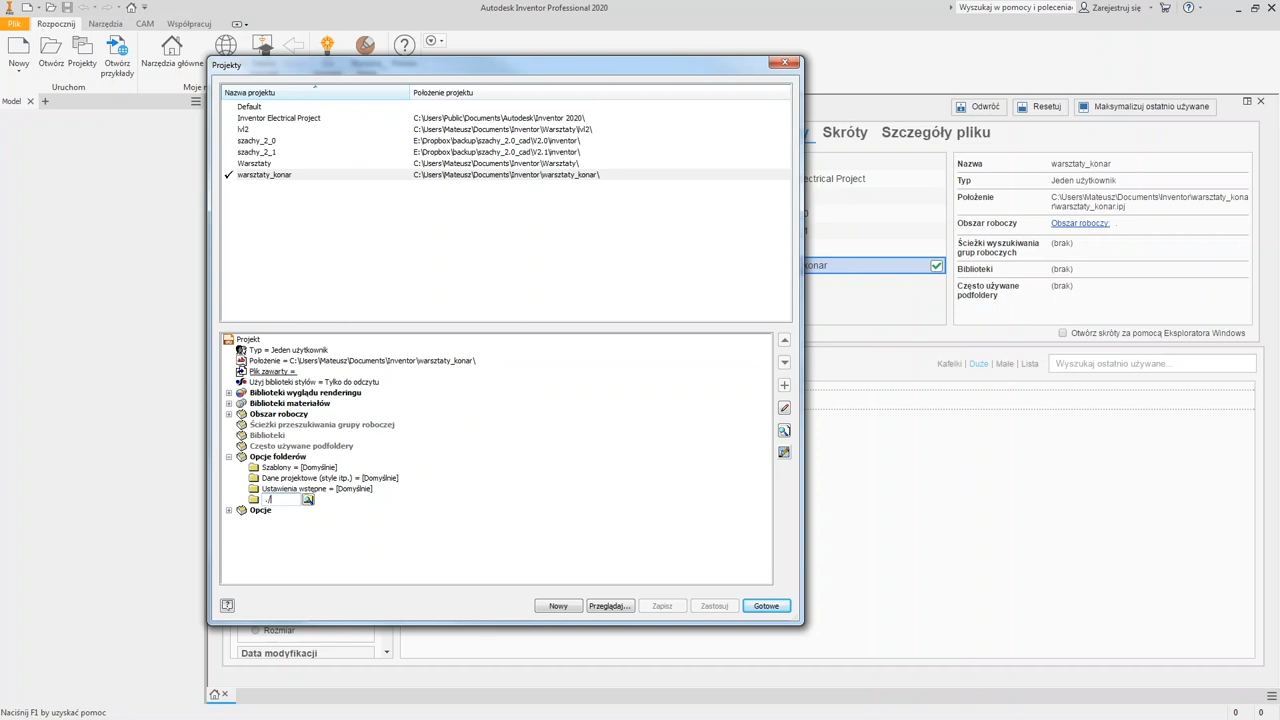 Autodesk Inventor Professional 2020
Wyszukaj w pomocy i polecenia
Zarejestruj się
Plik
Rozpocznij
Narzędzia
CAM
Współpracuj
Nowy
Otwórz
Projekty
Otwórz przykłady
Narzędzia główne
Uruchom
Moje
Model
Projekty
Nazwa projektu
Położenie projektu
Default
Inventor Electrical Project
C:\Users\Public\Documents\Autodesk\Inventor 2020\
lvl2
C:\Users\Mateusz\Documents\Inventor\Warsztaty\lvl2\
szachy_2_0
E:\Dropbox\backup\szachy_2.0_cad\V2.0\inventor\
szachy_2_1
E:\Dropbox\backup\szachy_2.0_cad\V2.1\inventor\
Warsztaty
C:\Users\Mateusz\Documents\Inventor\Warsztaty\
warsztaty_konar
C:\Users\Mateusz\Documents\Inventor\warsztaty_konar\
Projekt
Typ = Jeden użytkownik
Położenie = C:\Users\Mateusz\Documents\Inventor\warsztaty_konar\
Plik zawarty =
Użyj biblioteki stylów = Tylko do odczytu
Biblioteki wyglądu renderingu
Biblioteki materiałów
Obszar roboczy
Ścieżki przeszukiwania grupy roboczej
Biblioteki
Często używane podfoldery
Opcje folderów
Szablony = [Domyślnie]
Dane projektowe (style itp.) = [Domyślnie]
Ustawienia wstępne = [Domyślnie]
./
Opcje
Nowy
Przeglądaj...
Zapisz
Zastosuj
Gotowe
Odwróć
Resetuj
Maksymalizuj ostatnio używane
Skróty
Szczegóły pliku
ctrical Project
konar
Nazwa
warsztaty_konar
Typ
Jeden użytkownik
Położenie
C:\Users\Mateusz\Documents\Inventor\warsztaty_konar\warsztaty_konar.ipj
Obszar roboczy
Obszar roboczy:
.
Ścieżki wyszukiwania grup roboczych
(brak)
Biblioteki
(brak)
Często używane podfoldery
(brak)
Otwórz skróty za pomocą Eksploratora Windows
Kafelki
Duże
Małe
Lista
Wyszukaj ostatnio używane...
Rozmiar
Data modyfikacji
Naciśnij F1 by uzyskać pomoc
0
0